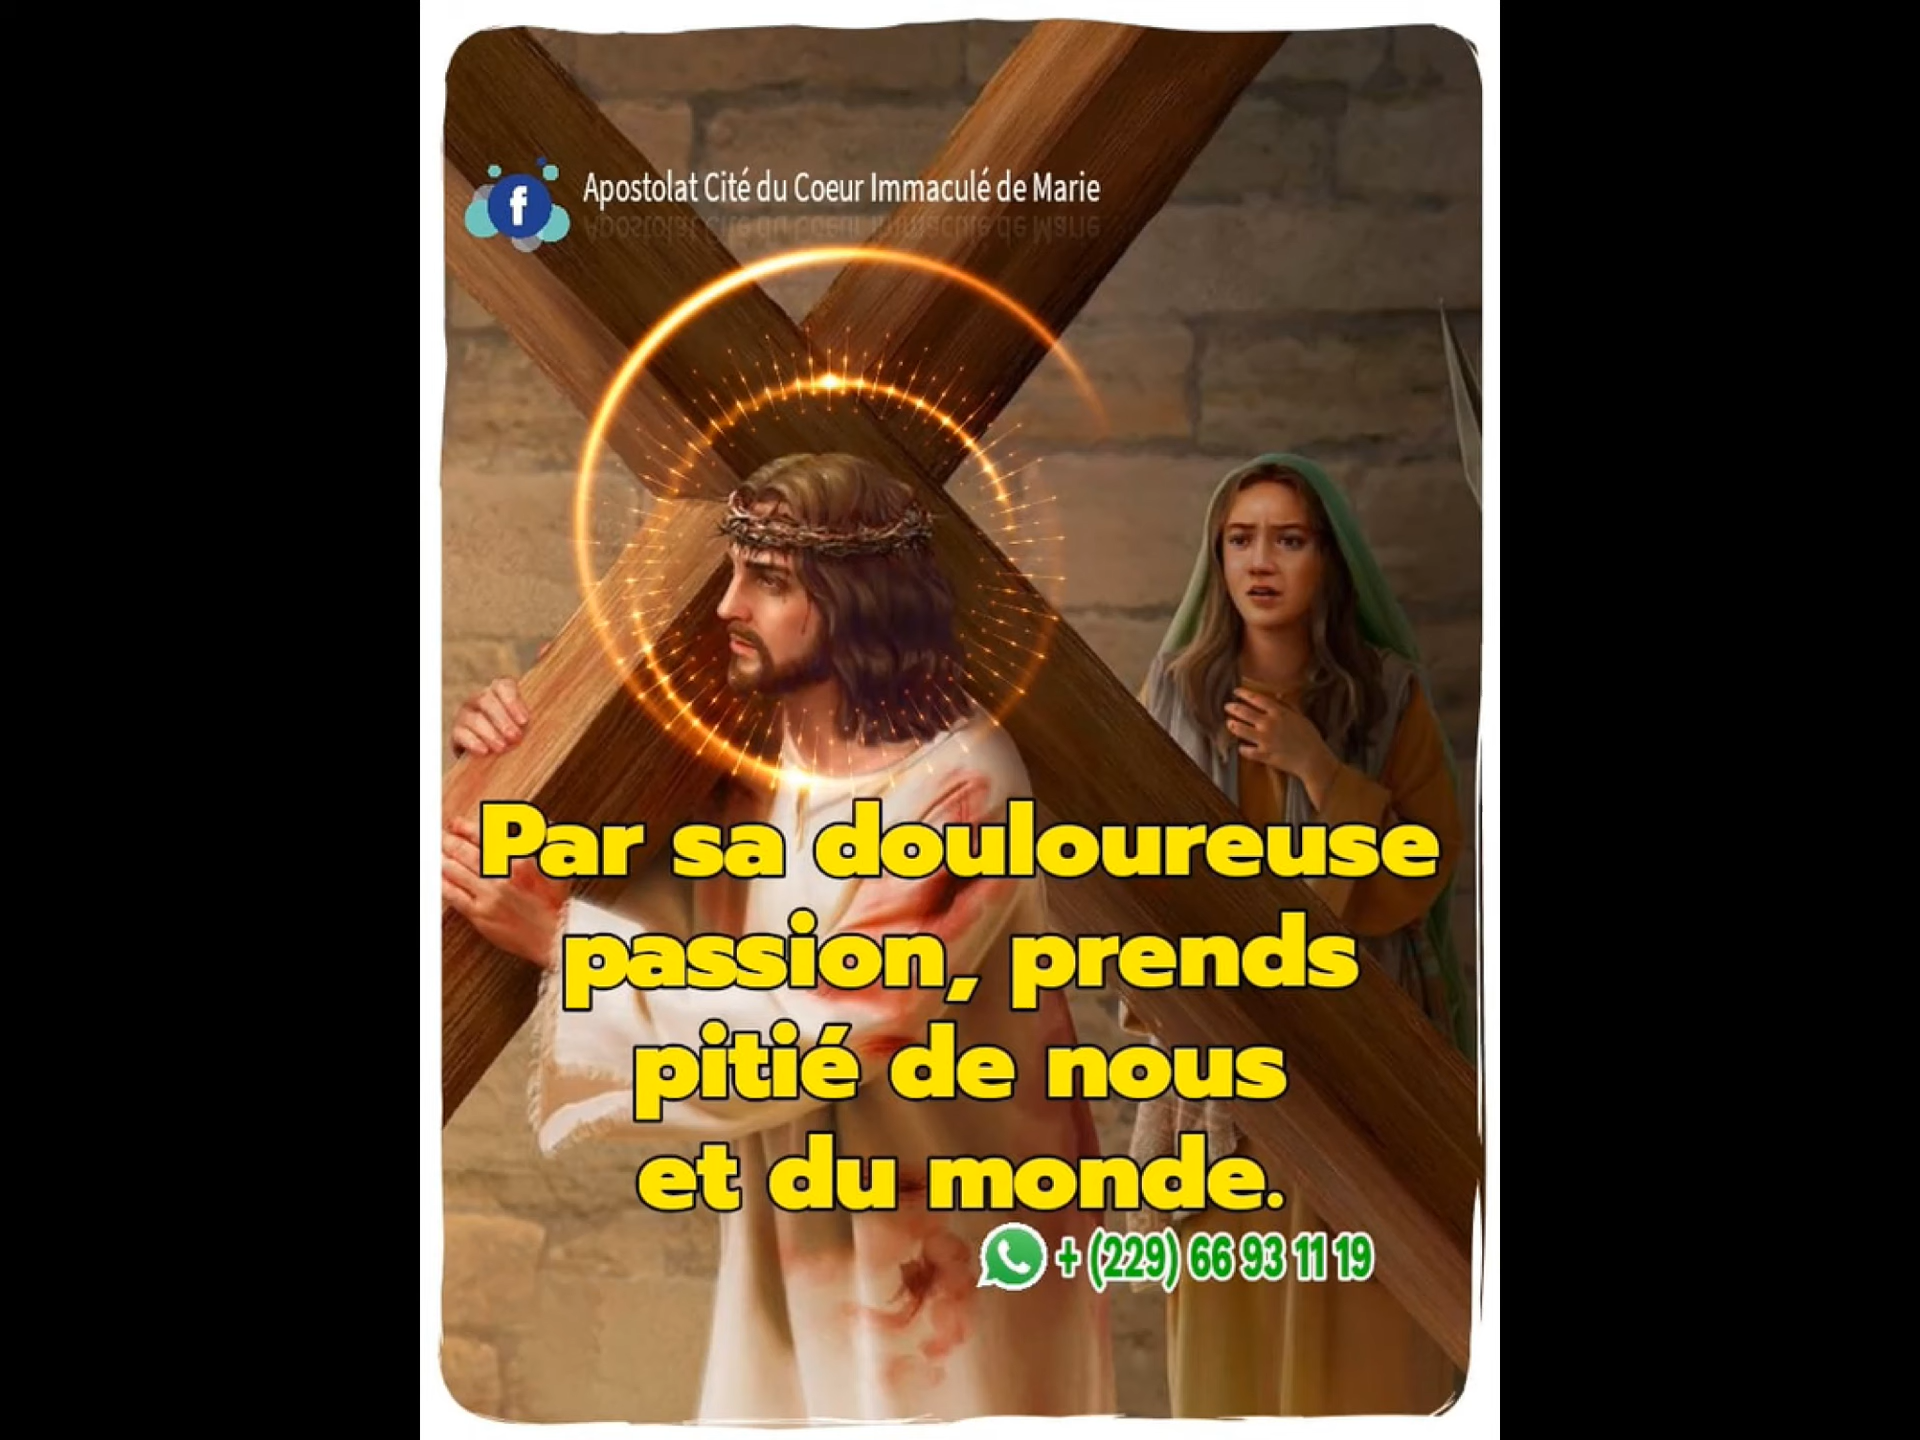 Apostolat Cité du Coeur Immaculé de Marie
Par sa douloureuse
passion, prends
pitié de nous
et du monde.
+ (229) 66 93 11 19